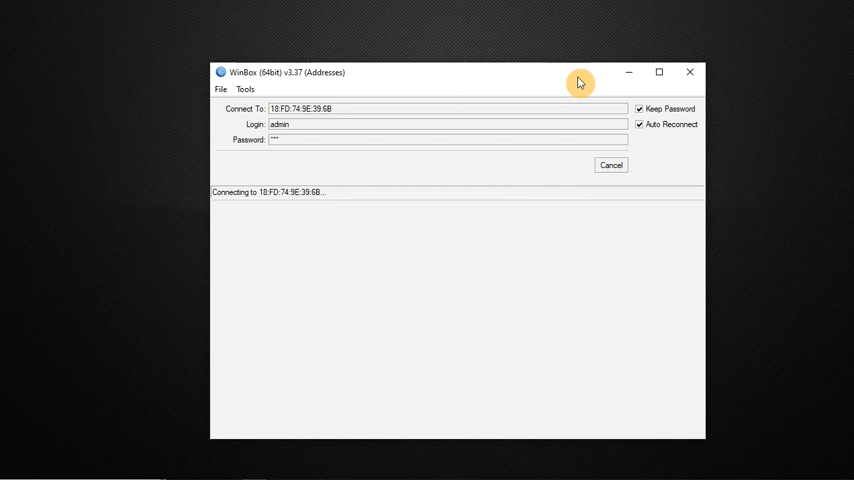 WinBox (64bit) v3.37 (Addresses)
File Tools
Connect To: 18:FD:74:9E:39:6B
Keep Password
Login: admin
Auto Reconnect
Password: ***
Cancel
Connecting to 18:FD:74:9E:39:6B...